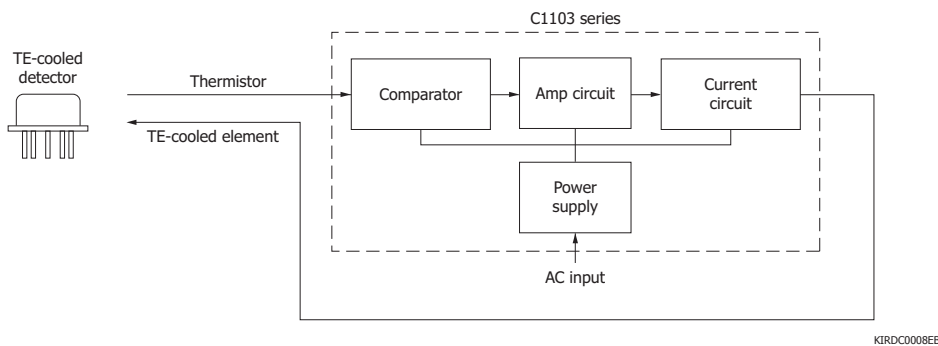 C1103 series
TE-cooled
detector
Thermistor
TE-cooled element
Comparator
Amp circuit
Current
circuit
Power
supply
AC input
KIRDC0008EE